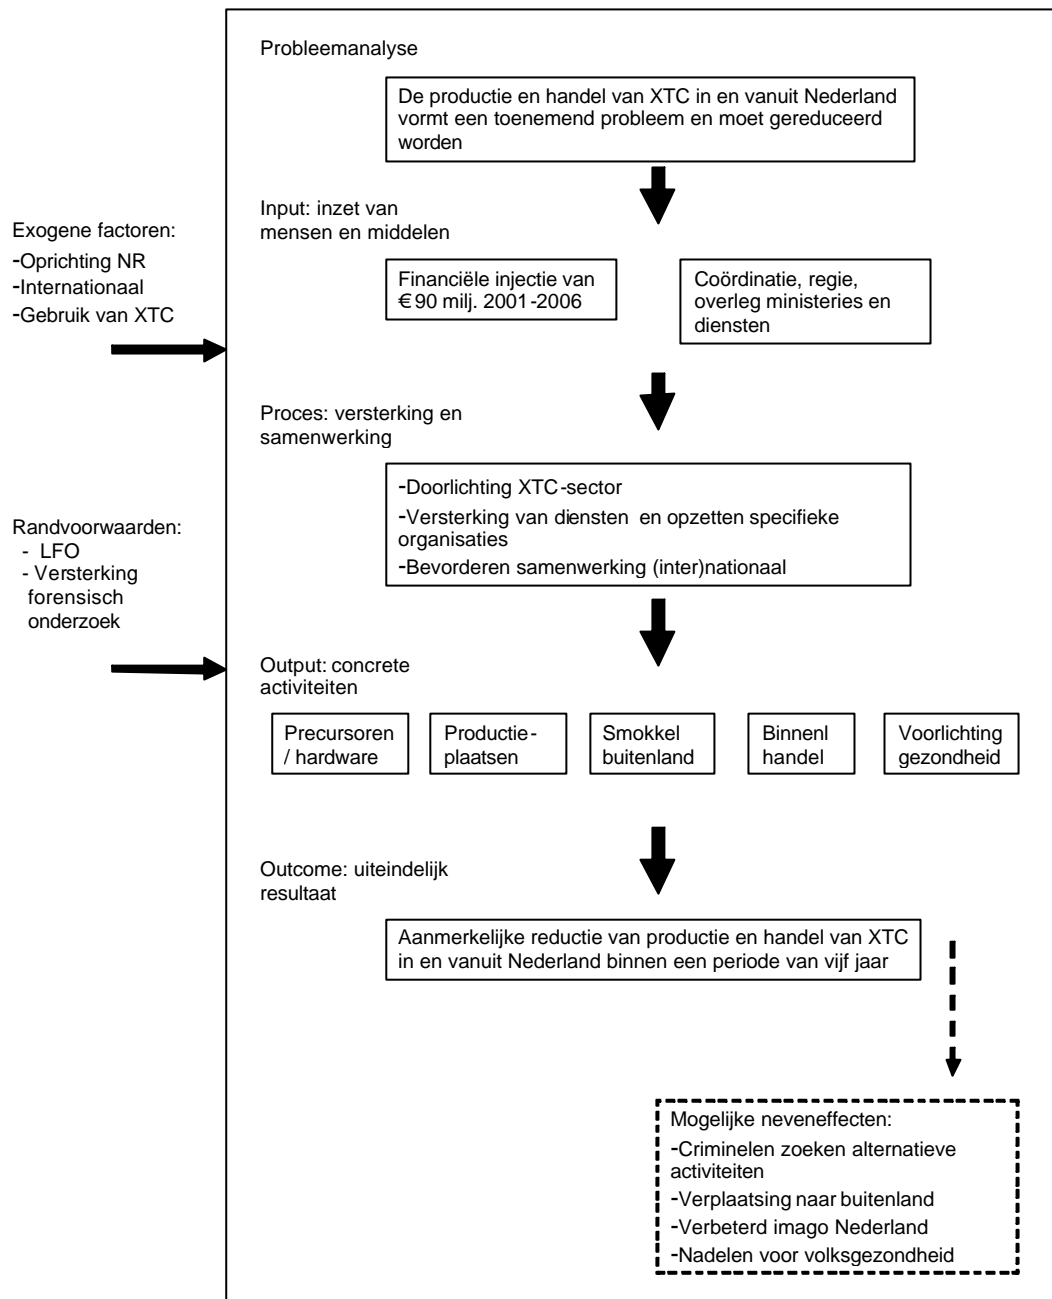 Probleemanalyse
De productie en handel van XTC in en vanuit Nederland
vormt een toenemend probleem en moet gereduceerd
worden
Input: inzet van
mensen en middelen
Exogene factoren:
-Oprichting NR
-Internationaal
-Gebruik van XTC
Financiële injectie van
€ 90 milj. 2001-2006
Coördinatie, regie,
overleg ministeries en
diensten
Proces: versterking en
samenwerking
-Doorlichting XTC-sector
-Versterking van diensten en opzetten specifieke
organisaties
-Bevorderen samenwerking (inter)nationaal
Randvoorwaarden:
- LFO
- Versterking
forensisch
onderzoek
Output: concrete
activiteiten
Precursoren
/ hardware
Productie-
plaatsen
Smokkel
buitenland
Binnenl
handel
Voorlichting
gezondheid
Outcome: uiteindelijk
resultaat
Aanmerkelijke reductie van productie en handel van XTC
in en vanuit Nederland binnen een periode van vijf jaar
Mogelijke neveneffecten:
-Criminelen zoeken alternatieve
activiteiten
-Verplaatsing naar buitenland
-Verbeterd imago Nederland
-Nadelen voor volksgezondheid